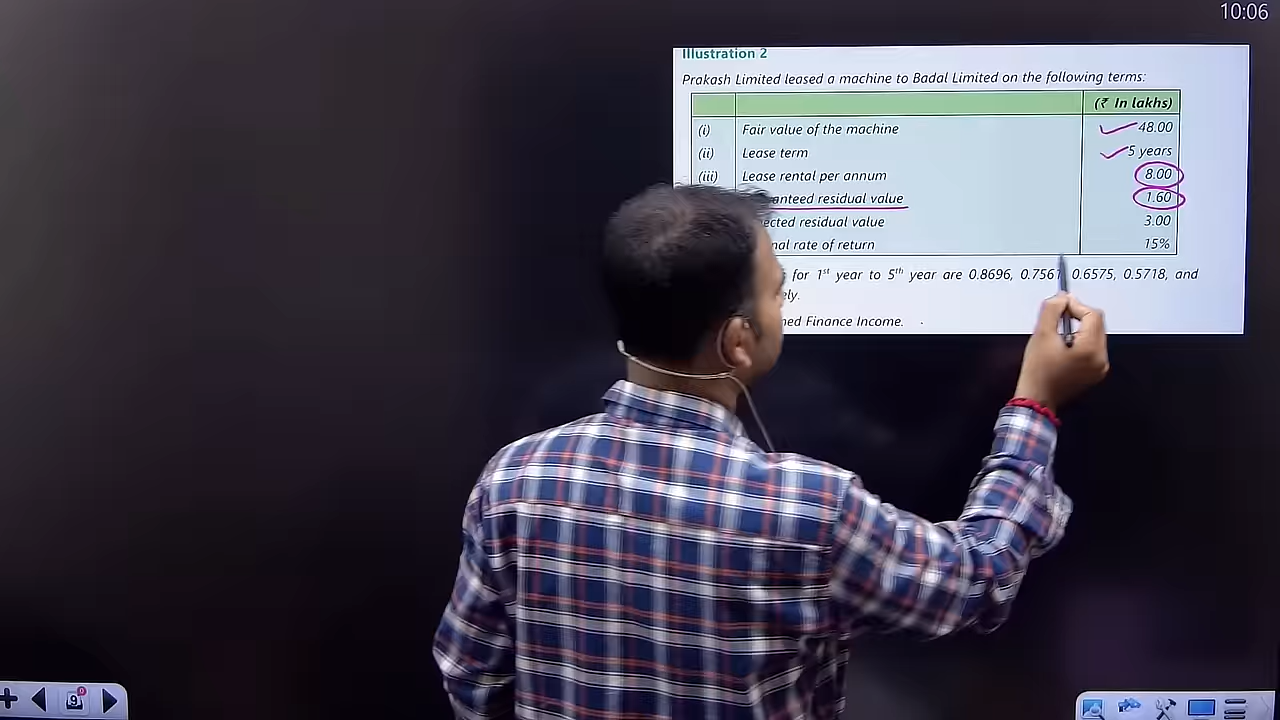 10:06
Illustration 2
Prakash Limited leased a machine to Badal Limited on the following terms:
(₹ In lakhs)
(i) Fair value of the machine 48.00
(ii) Lease term 5 years
(iii) Lease rental per annum 8.00
anteed residual value 1.60
ected residual value 3.00
nal rate of return 15%
for 1st year to 5th year are 0.8696, 0.7561 0.6575, 0.5718, and
ely.
ned Finance Income.
9